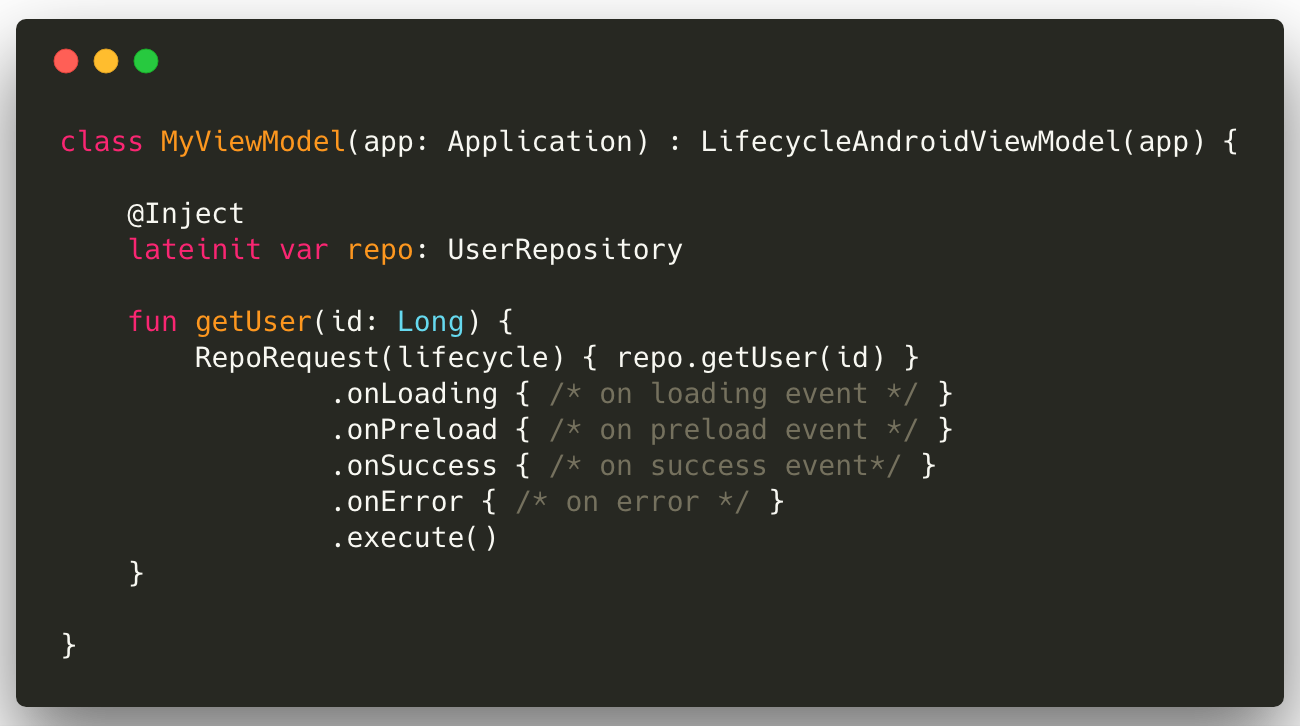 class MyViewModel(app: Application) : LifecycleAndroidViewModel(app) {
@Inject
lateinit var repo: UserRepository
fun getUser(id: Long) {
RepoRequest(lifecycle) { repo.getUser(id) }
.onLoading { /* on loading event */ }
.onPreload { /* on preload event */ }
.onSuccess { /* on success event*/ }
.onError { /* on error */ }
.execute()
}
}